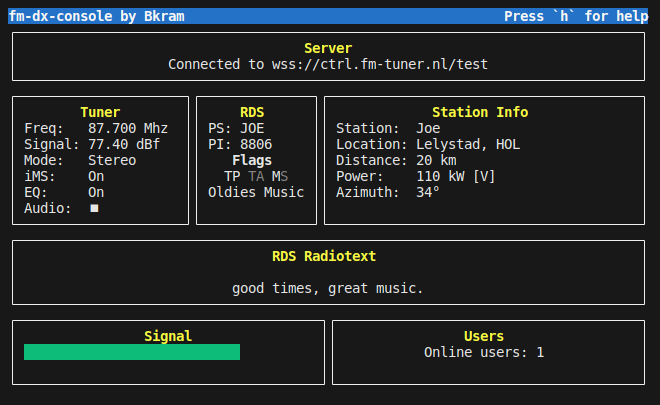 fm-dx-console by Bkram Press `h` for help
Server
Connected to wss://ctrl.fm-tuner.nl/test
Tuner
Freq: 87.700 Mhz
Signal: 77.40 dBf
Mode: Stereo
iMS: On
EQ: On
Audio: ■
RDS
PS: JOE
PI: 8806
Flags
TP TA MS
Oldies Music
Station Info
Station: Joe
Location: Lelystad, HOL
Distance: 20 km
Power: 110 kW [V]
Azimuth: 34°
RDS Radiotext
good times, great music.
Signal
Users
Online users: 1